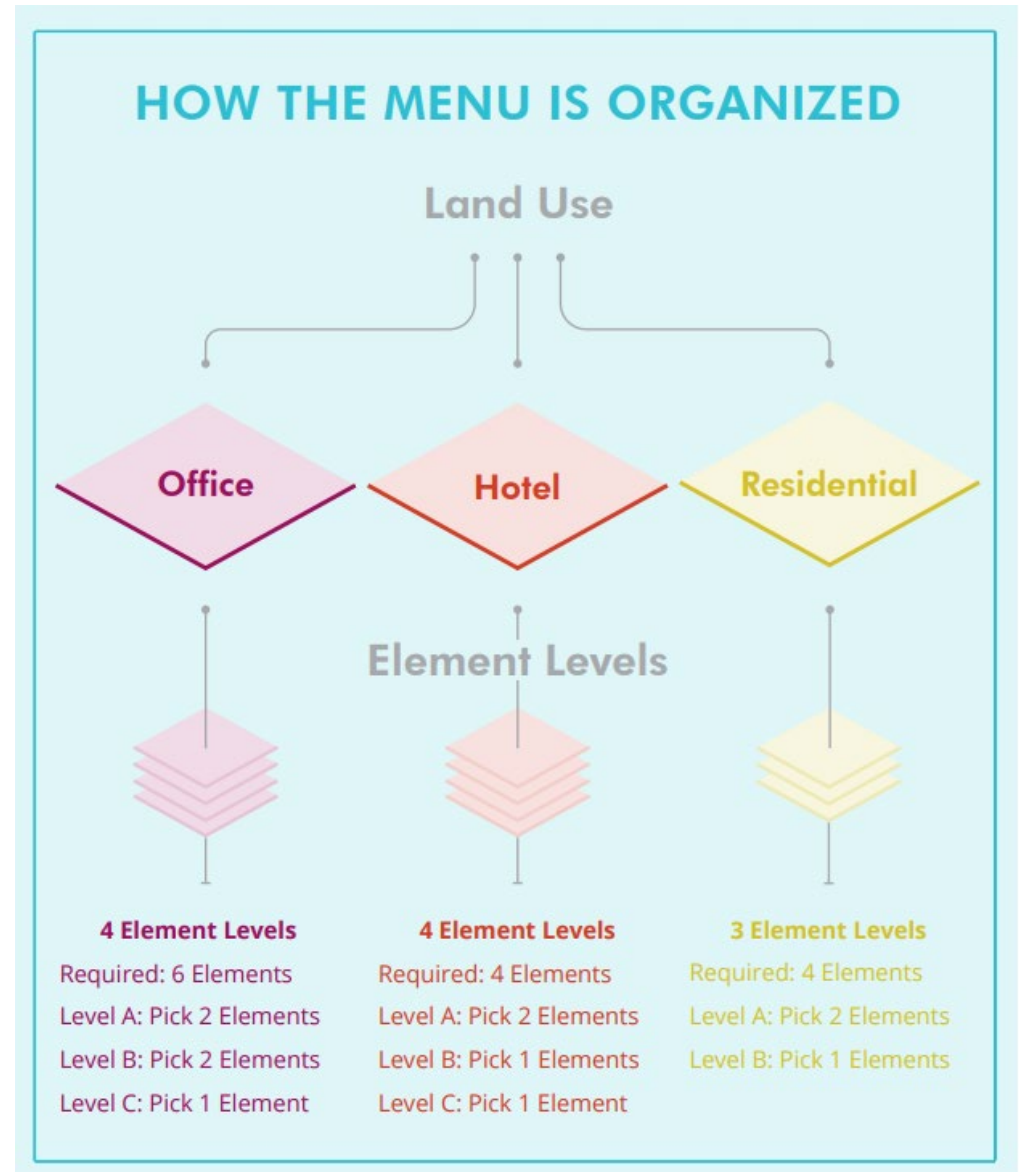 HOW THE MENU IS ORGANIZED
Land Use
Office
Hotel
Residential
Element Levels
4 Element Levels
Required: 6 Elements
Level A: Pick 2 Elements
Level B: Pick 2 Elements
Level C: Pick 1 Element
4 Element Levels
Required: 4 Elements
Level A: Pick 2 Elements
Level B: Pick 1 Elements
Level C: Pick 1 Element
3 Element Levels
Required: 4 Elements
Level A: Pick 2 Elements
Level B: Pick 1 Elements